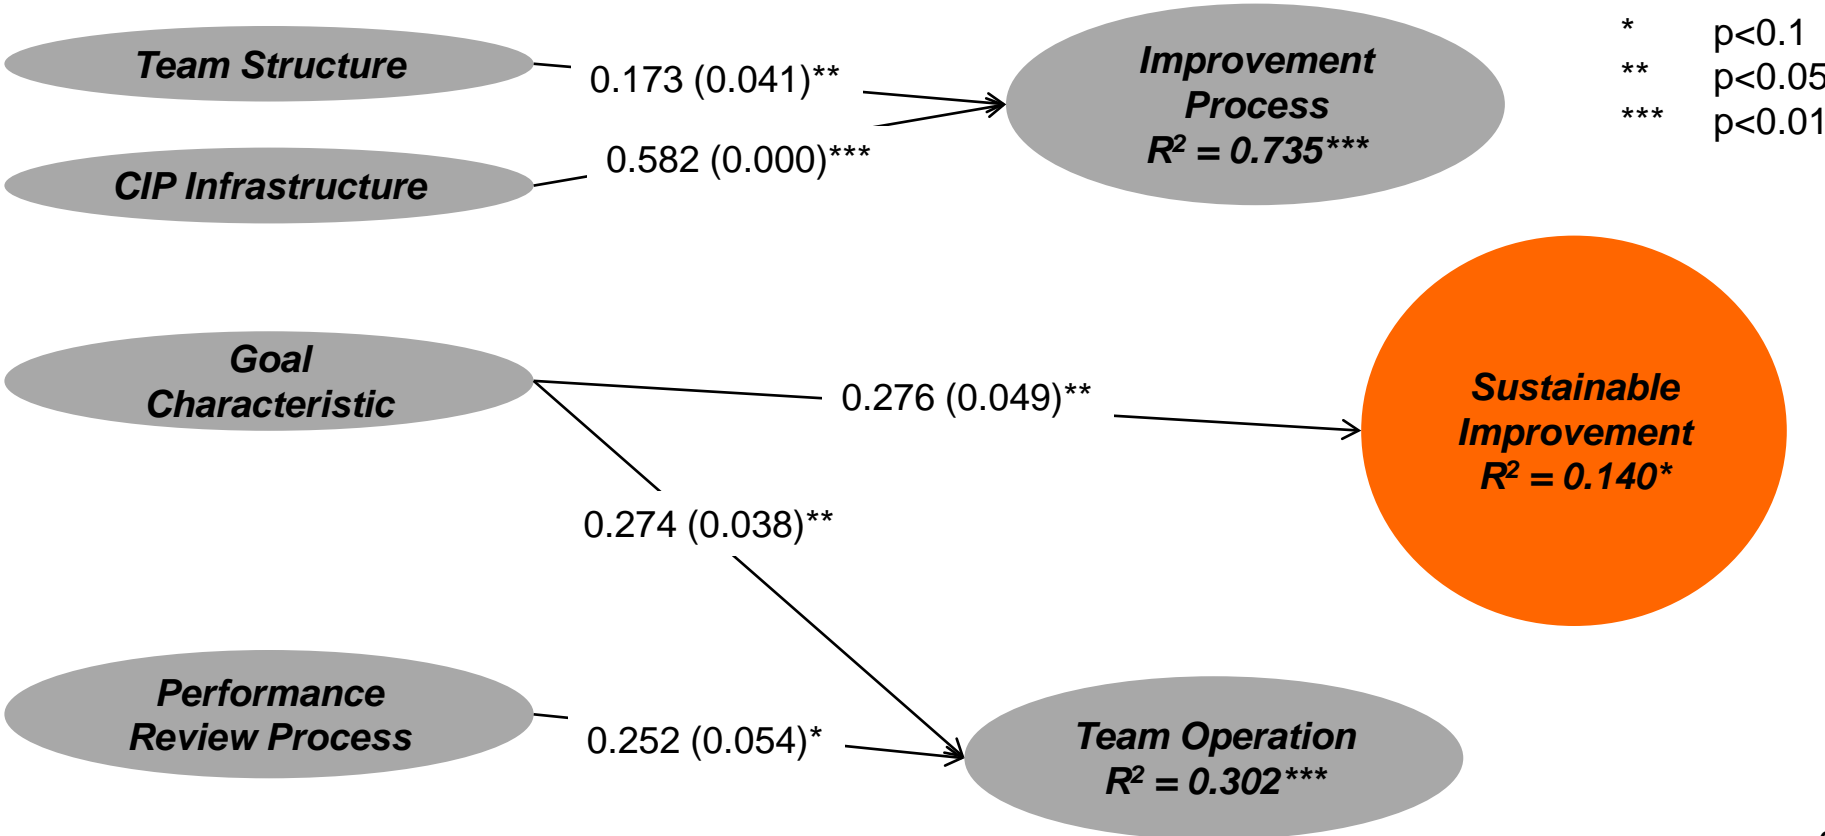 Team Structure
0.173 (0.041)**
Improvement
Process
R² = 0.735***
* p<0.1
** p<0.05
*** p<0.01
CIP Infrastructure
0.582 (0.000)***
Goal
Characteristic
0.276 (0.049)**
Sustainable
Improvement
R² = 0.140*
0.274 (0.038)**
Performance
Review Process
0.252 (0.054)*
Team Operation
R² = 0.302***